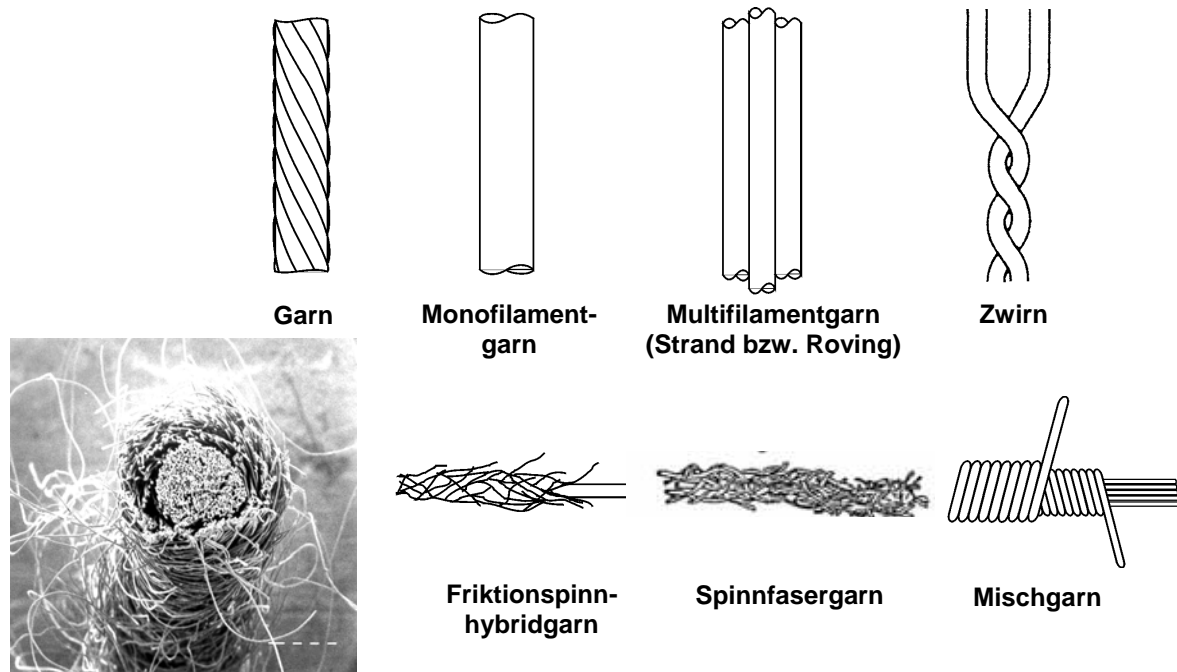 Garn
Monofilament-
garn
Multifilamentgarn
(Strand bzw. Roving)
Zwirn
Friktionspinn-
hybridgarn
Spinnfasergarn
Mischgarn